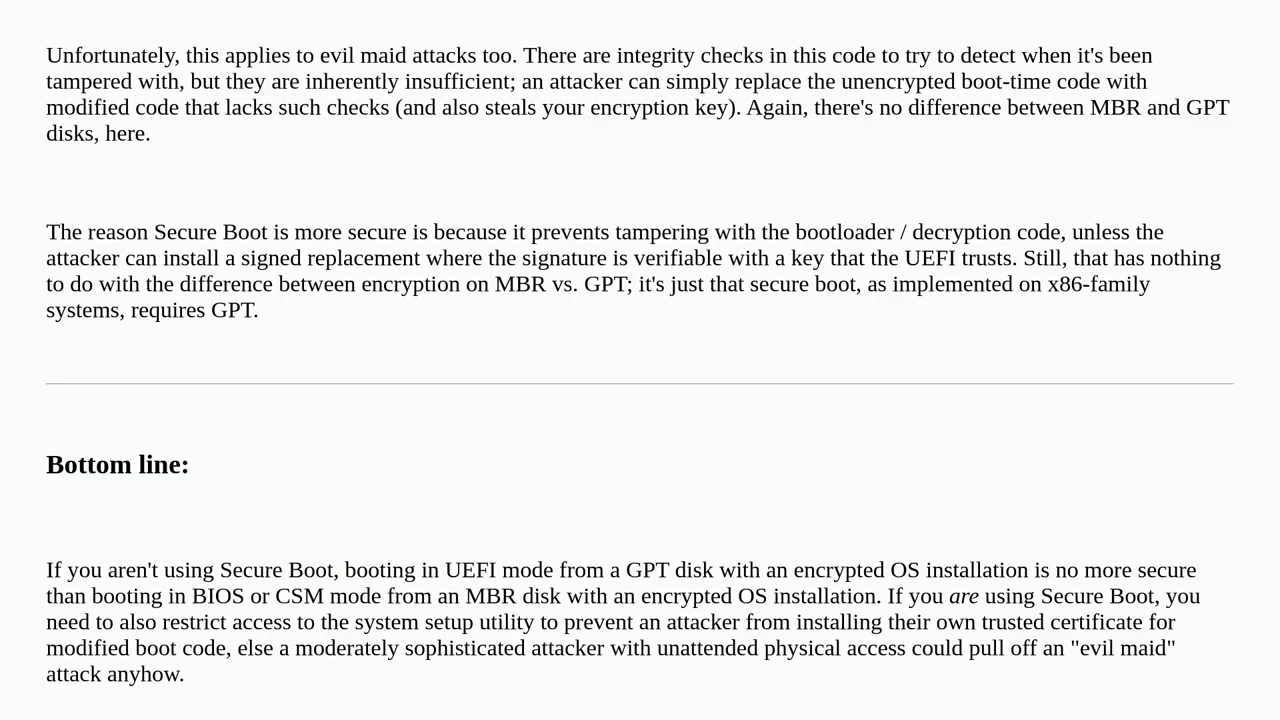 Unfortunately, this applies to evil maid attacks too. There are integrity checks in this code to try to detect when it's been
tampered with, but they are inherently insufficient; an attacker can simply replace the unencrypted boot-time code with
modified code that lacks such checks (and also steals your encryption key). Again, there's no difference between MBR and GPT
disks, here.
The reason Secure Boot is more secure is because it prevents tampering with the bootloader / decryption code, unless the
attacker can install a signed replacement where the signature is verifiable with a key that the UEFI trusts. Still, that has nothing
to do with the difference between encryption on MBR vs. GPT; it's just that secure boot, as implemented on x86-family
systems, requires GPT.
Bottom line:
If you aren't using Secure Boot, booting in UEFI mode from a GPT disk with an encrypted OS installation is no more secure
than booting in BIOS or CSM mode from an MBR disk with an encrypted OS installation. If you are using Secure Boot, you
need to also restrict access to the system setup utility to prevent an attacker from installing their own trusted certificate for
modified boot code, else a moderately sophisticated attacker with unattended physical access could pull off an "evil maid"
attack anyhow.